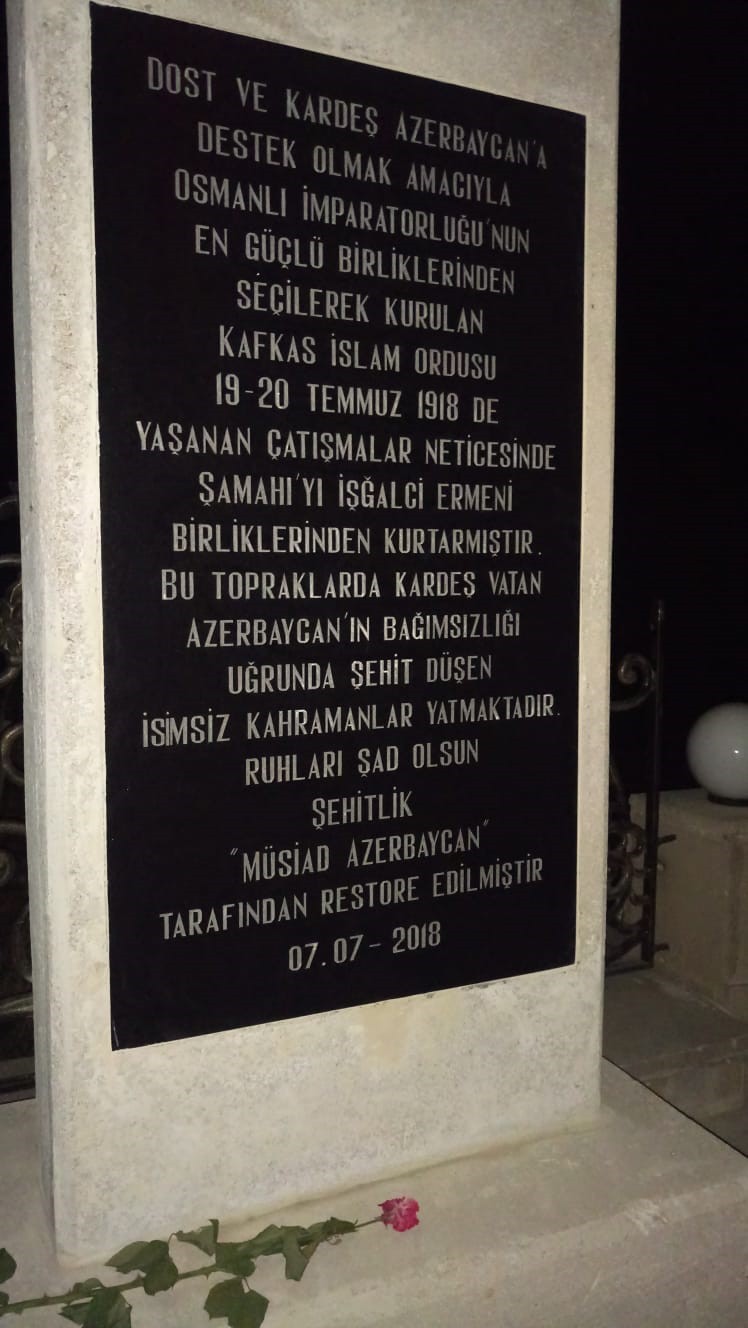 DOST VE KARDEŞ AZERBAYCAN'A
DESTEK OLMAK AMACIYLA
OSMANLI İMPARATORLUĞU'NUN
EN GÜÇLÜ BİRLİKLERİNDEN
SEÇİLEREK KURULAN
KAFKAS İSLAM ORDUSU
19-20 TEMMUZ 1918 DE
YAŞANAN ÇATIŞMALAR NETİCESİNDE
ŞAMAHI'YI İŞĞALCİ ERMENİ
BİRLİKLERİNDEN KURTARMIŞTIR.
BU TOPRAKLARDA KARDEŞ VATAN
AZERBAYCAN'IN BAĞIMSIZLIĞI
UĞRUNDA ŞEHİT DÜŞEN
İSİMSİZ KAHRAMANLAR YATMAKTADIR.
RUHLARI ŞAD OLSUN
ŞEHİTLİK
"MÜSİAD AZERBAYCAN"
TARAFINDAN RESTORE EDİLMİŞTİR
07.07-2018